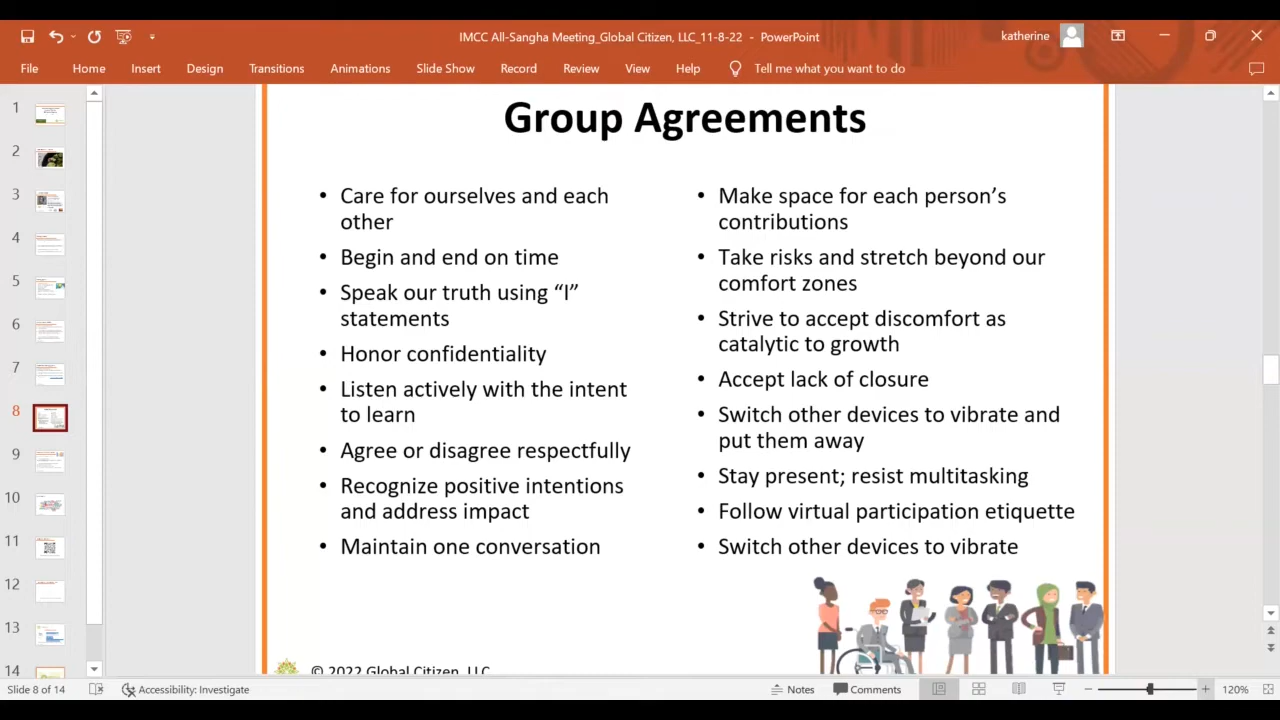 IMCC All-Sangha Meeting_Global Citizen, LLC_11-8-22 - PowerPoint
katherine
File Home Insert Design Transitions Animations Slide Show Record Review View Help Tell me what you want to do
1
2
3
4
5
6
7
8
9
10
11
12
13
14
Group Agreements
• Care for ourselves and each
other
• Begin and end on time
• Speak our truth using “I”
statements
• Honor confidentiality
• Listen actively with the intent
to learn
• Agree or disagree respectfully
• Recognize positive intentions
and address impact
• Maintain one conversation
• Make space for each person’s
contributions
• Take risks and stretch beyond our
comfort zones
• Strive to accept discomfort as
catalytic to growth
• Accept lack of closure
• Switch other devices to vibrate and
put them away
• Stay present; resist multitasking
• Follow virtual participation etiquette
• Switch other devices to vibrate
© 2022 Global Citizen, LLC
Slide 8 of 14 Accessibility: Investigate Notes Comments 120%